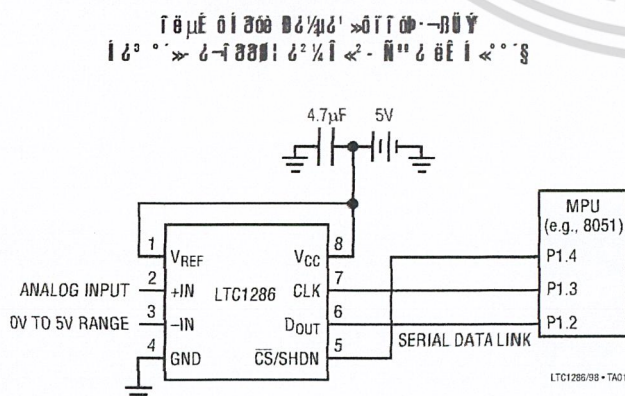 4.7µF 5V
MPU
(e.g., 8051)
1 VREF VCC 8
P1.4
ANALOG INPUT 2 +IN LTC1286 CLK 7
P1.3
0V TO 5V RANGE 3 –IN DOUT 6
P1.2
4 GND CS/SHDN 5
SERIAL DATA LINK
LTC1286/98 • TA01